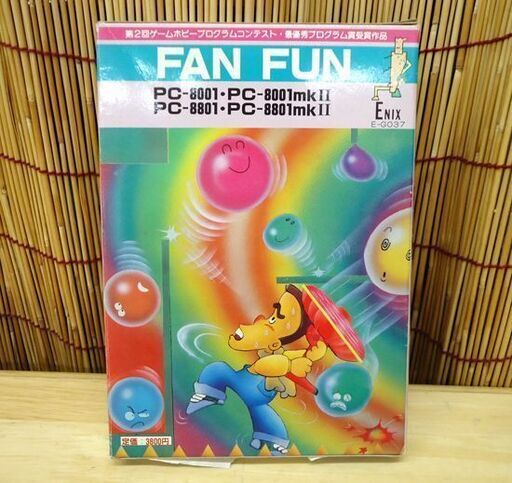 第2回ゲームホビープログラムコンテスト・最優秀プログラム賞受賞作品
FAN FUN
PC-8001・PC-8001mkⅡ
PC-8801・PC-8801mkⅡ
ENIX
E-G037
定価：3800円